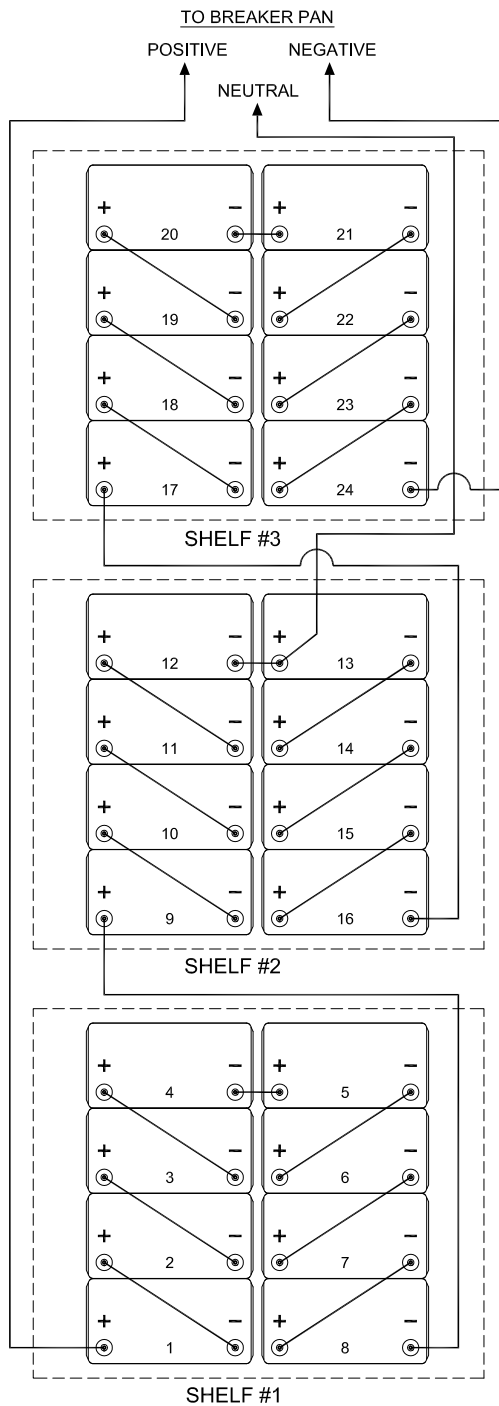 TO BREAKER PAN
POSITIVE NEGATIVE
NEUTRAL
+ − + −
20 21
+ − + −
19 22
+ − + −
18 23
+ − + −
17 24
SHELF #3
+ − + −
12 13
+ − + −
11 14
+ − + −
10 15
+ − + −
9 16
SHELF #2
+ − + −
4 5
+ − + −
3 6
+ − + −
2 7
+ − + −
1 8
SHELF #1